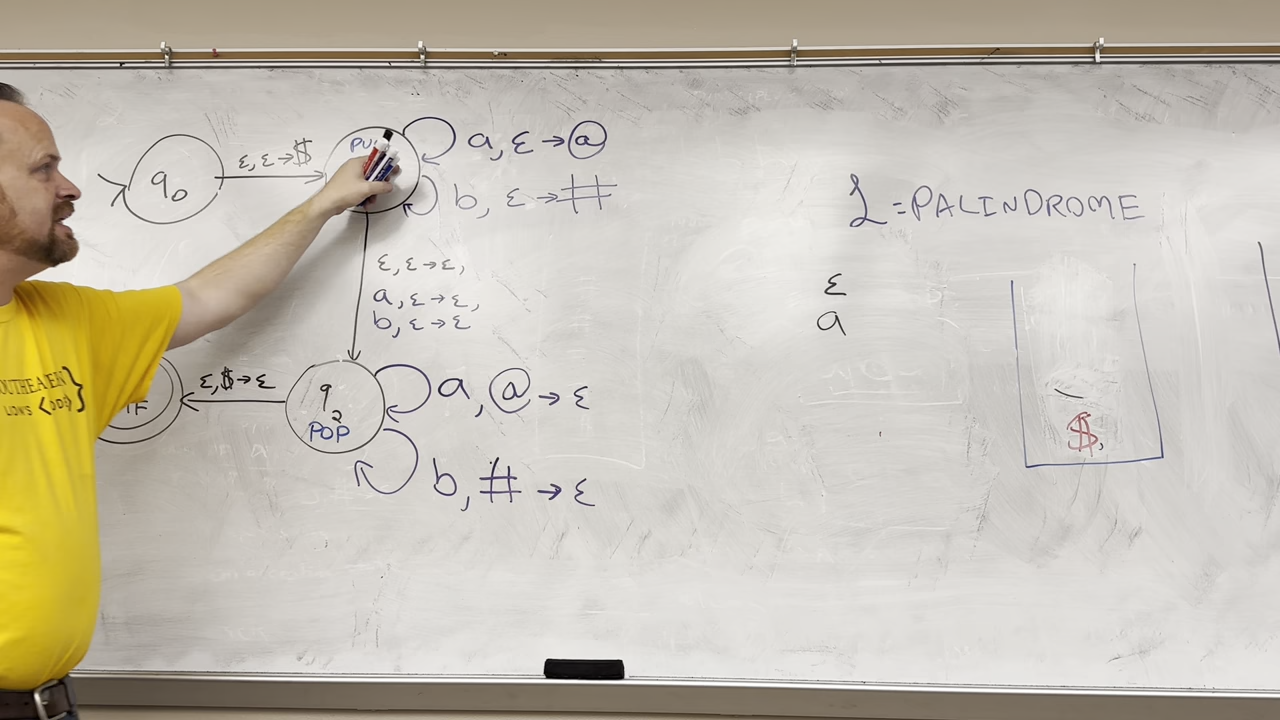 ε, ε→$
q0
PU
a, ε→@
b, ε→#
L=PALINDROME
ε, ε→ε,
a, ε→ε,
b, ε→ε
ε
a
ε,$→ε
q2
POP
a, @→ε
b, #→ε
$